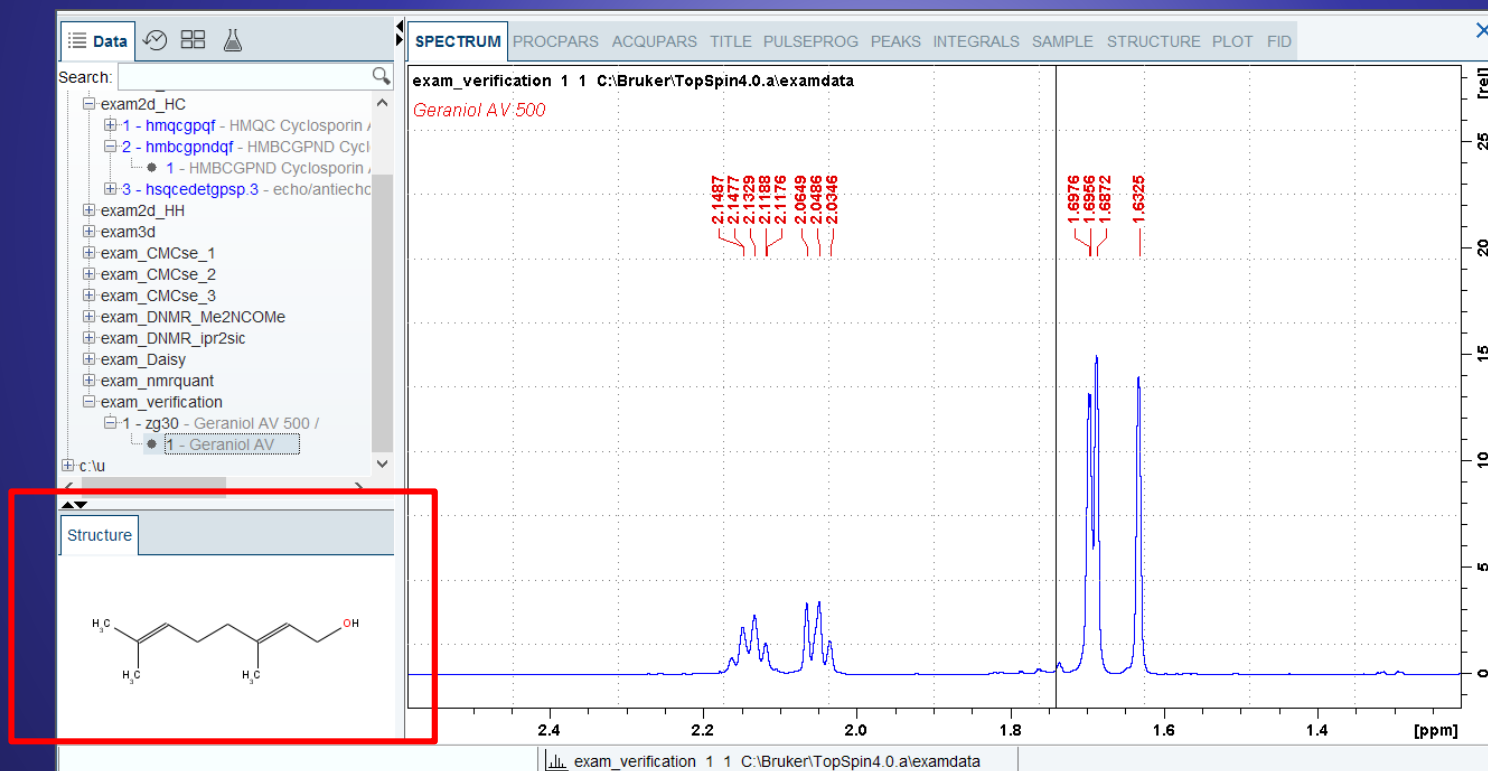 Data
SPECTRUM PROCPARS ACQUPARS TITLE PULSEPROG PEAKS INTEGRALS SAMPLE STRUCTURE PLOT FID
Search:
exam2d_HC
1 - hmqcgpqf - HMQC Cyclosporin
2 - hmbcgpndqf - HMBCGPND Cycl
1 - HMBCGPND Cyclosporin
3 - hsqcedetgpsp.3 - echo/antiech
exam2d_HH
exam3d
exam_CMCse_1
exam_CMCse_2
exam_CMCse_3
exam_DNMR_Me2NCOMe
exam_DNMR_ipr2sic
exam_Daisy
exam_nmrquant
exam_verification
1 - zg30 - Geraniol AV 500 /
1 - Geraniol AV
c:\u
Structure
H3C
OH
H3C
H3C
exam_verification 1 1 C:\Bruker\TopSpin4.0.a\examdata
Geraniol AV 500
2.1487
2.1477
2.1329
2.1188
2.1176
2.0649
2.0486
2.0346
1.6976
1.6956
1.6872
1.6325
[rel]
25
20
15
10
5
0
2.4 2.2 2.0 1.8 1.6 1.4 [ppm]
exam_verification 1 1 C:\Bruker\TopSpin4.0.a\examdata